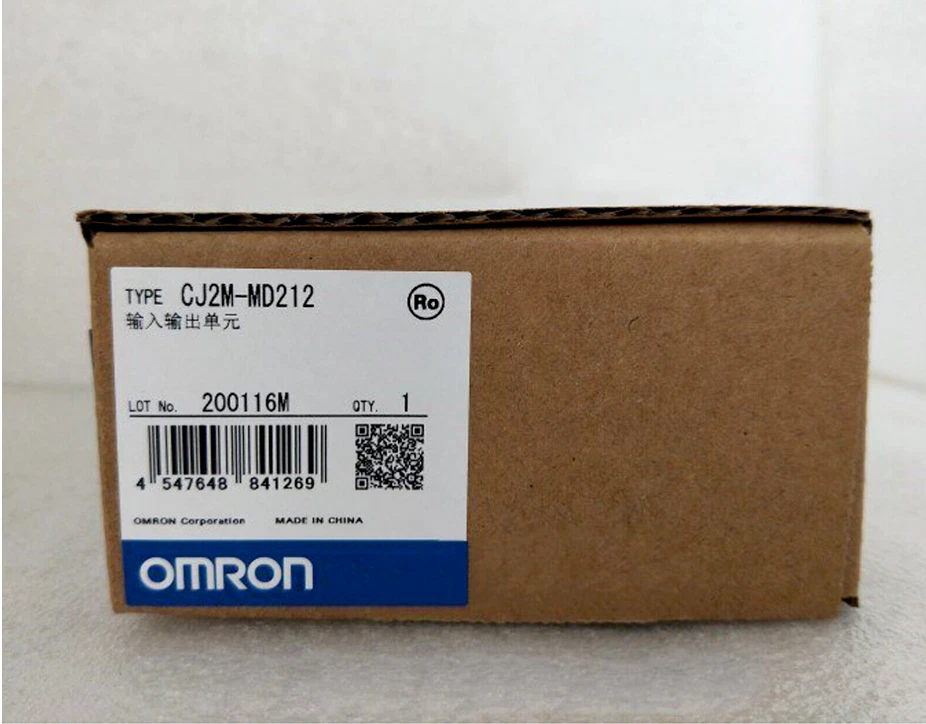 TYPE CJ2M-MD212
Ro
输入输出单元
LOT No. 200116M QTY. 1
4 547648 841269
OMRON Corporation MADE IN CHINA
OMRON